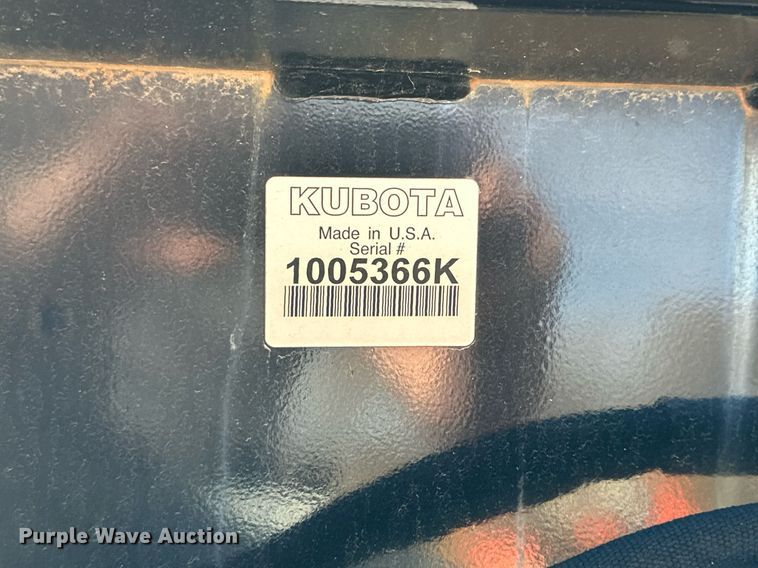 KUBOTA
Made in U.S.A.
Serial #
1005366K
Purple Wave Auction